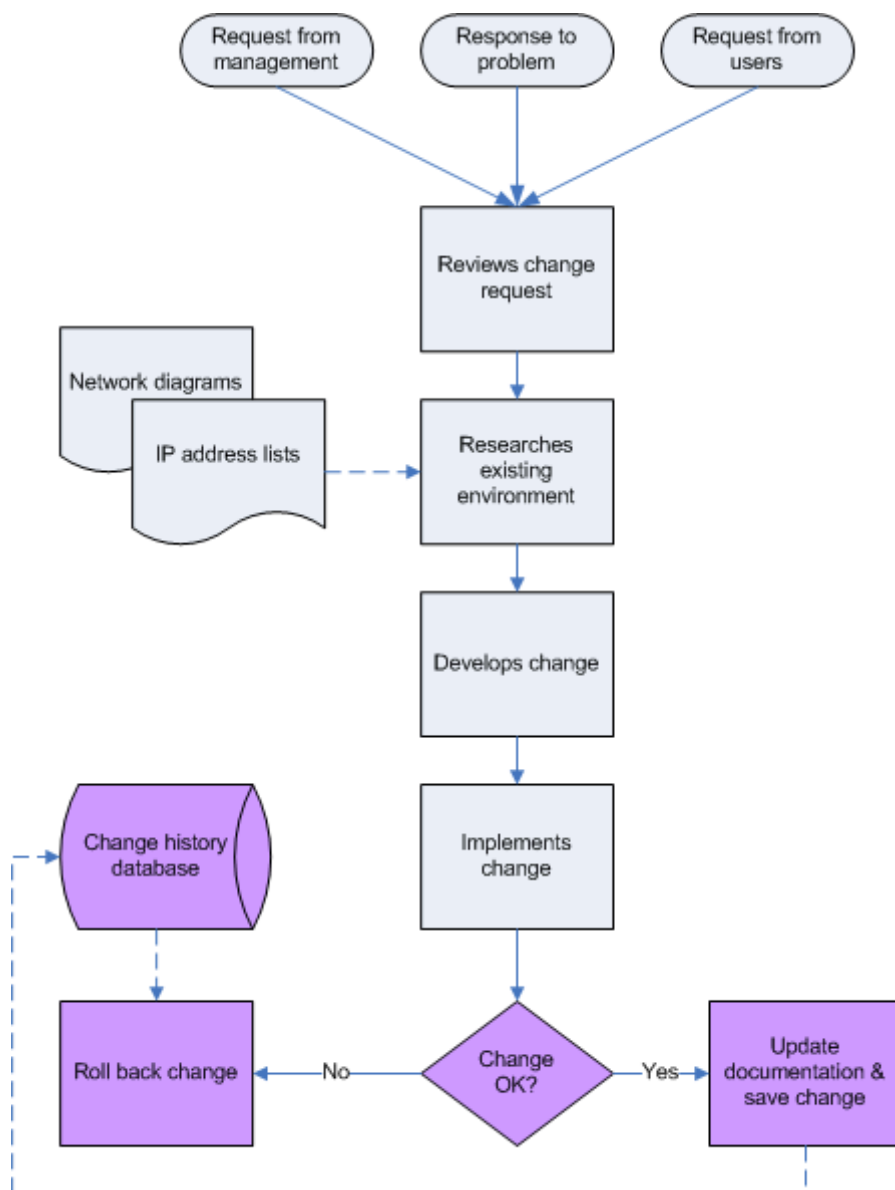 Request from
management
Response to
problem
Request from
users
Reviews change
request
Network diagrams
IP address lists
Researches
existing
environment
Develops change
Change history
database
Implements
change
Roll back change
No
Change
OK?
Yes
Update
documentation &
save change